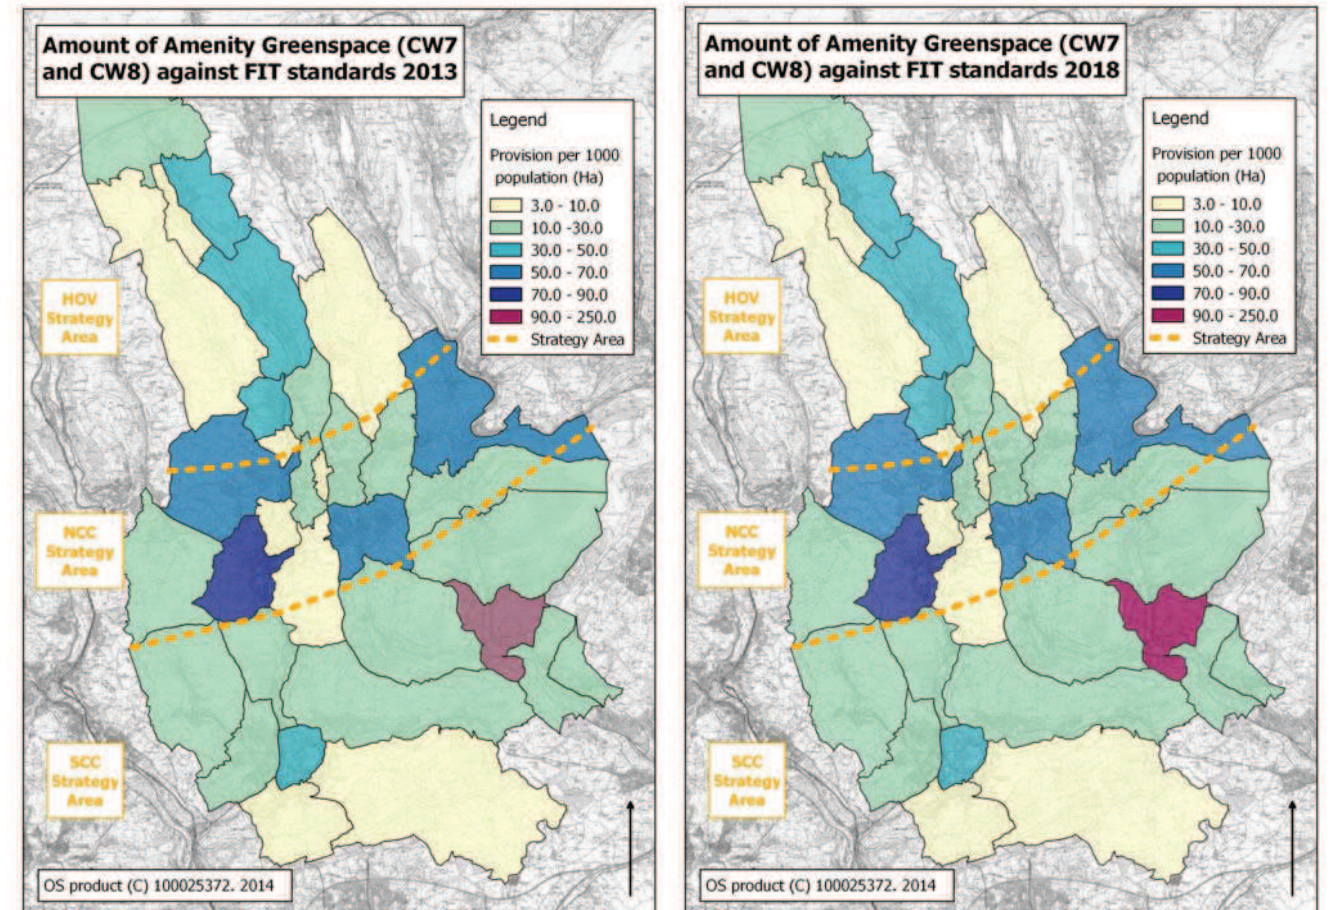 Amount of Amenity Greenspace (CW7
and CW8) against FIT standards 2013
Legend
Provision per 1000
population (Ha)
3.0 - 10.0
10.0 -30.0
30.0 - 50.0
50.0 - 70.0
70.0 - 90.0
90.0 - 250.0
Strategy Area
HOV
Strategy
Area
NCC
Strategy
Area
SCC
Strategy
Area
OS product (C) 100025372. 2014
Amount of Amenity Greenspace (CW7
and CW8) against FIT standards 2018
Legend
Provision per 1000
population (Ha)
3.0 - 10.0
10.0 -30.0
30.0 - 50.0
50.0 - 70.0
70.0 - 90.0
90.0 - 250.0
Strategy Area
HOV
Strategy
Area
NCC
Strategy
Area
SCC
Strategy
Area
OS product (C) 100025372. 2014